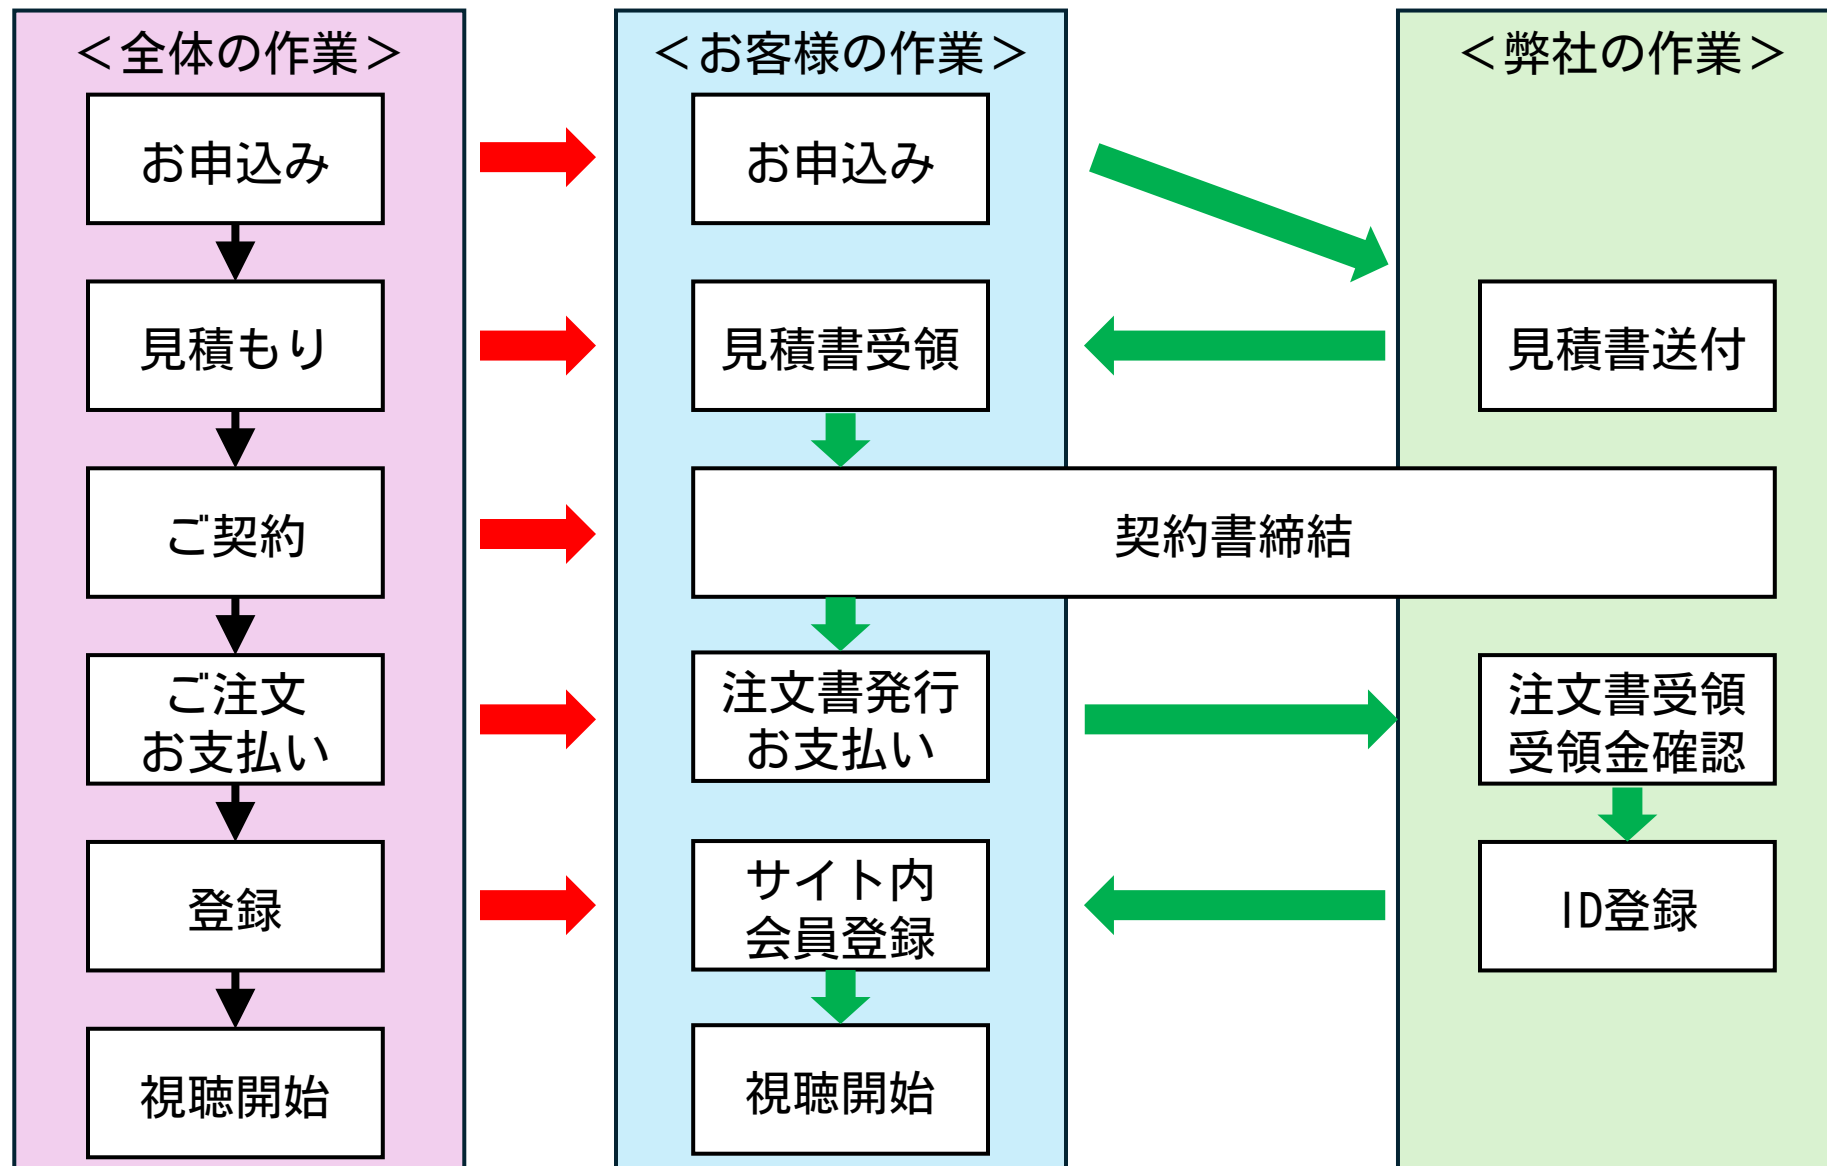 ＜全体の作業＞
お申込み
見積もり
ご契約
ご注文
お支払い
登録
視聴開始
＜お客様の作業＞
お申込み
見積書受領
契約書締結
注文書発行
お支払い
サイト内
会員登録
視聴開始
＜弊社の作業＞
見積書送付
注文書受領
受領金確認
ID登録